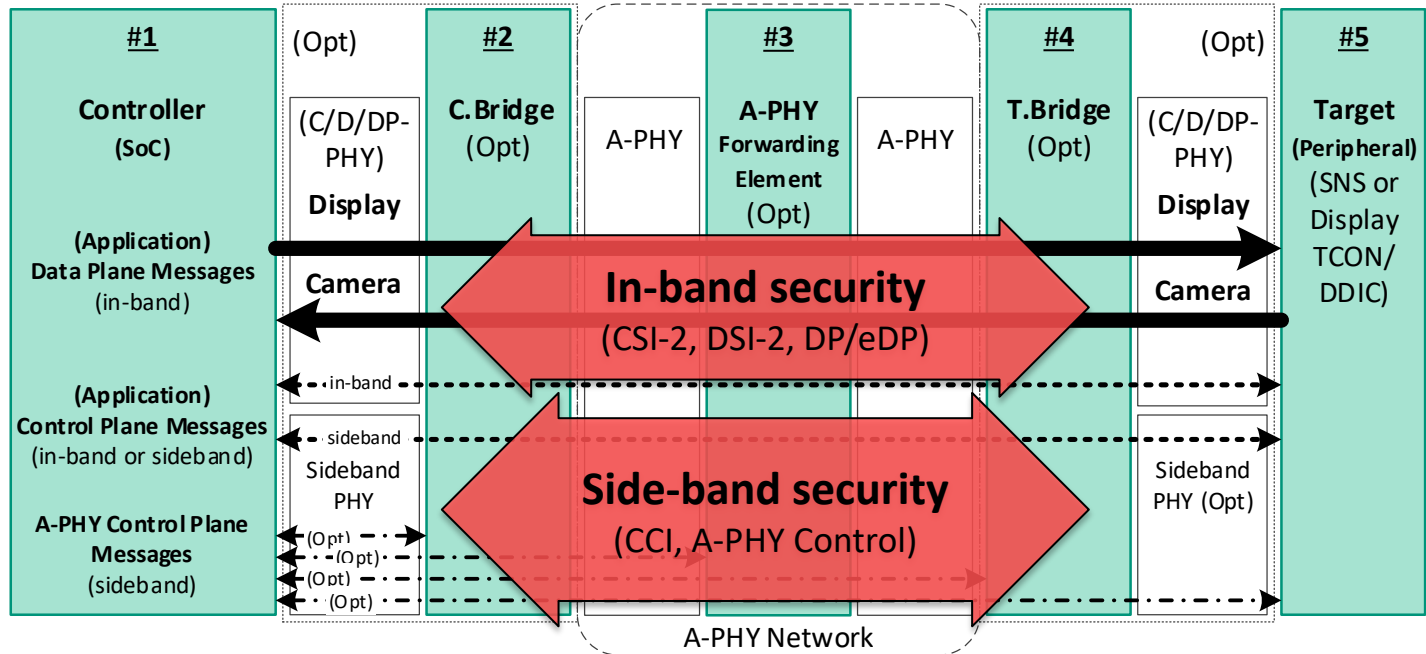 #1
Controller
(SoC)
(Application)
Data Plane Messages
(in-band)
(Application)
Control Plane Messages
(in-band or sideband)
A-PHY Control Plane
Messages
(sideband)
(Opt)
(C/D/DP-
PHY)
Display
Camera
in-band
sideband
Sideband
PHY
(Opt)
(Opt)
(Opt)
(Opt)
#2
C.Bridge
(Opt)
A-PHY
#3
A-PHY
Forwarding
Element
(Opt)
A-PHY
In-band security
(CSI-2, DSI-2, DP/eDP)
Side-band security
(CCI, A-PHY Control)
A-PHY Network
#4
T.Bridge
(Opt)
(Opt)
(C/D/DP-
PHY)
Display
Camera
Sideband
PHY (Opt)
#5
Target
(Peripheral)
(SNS or
Display
TCON/
DDIC)